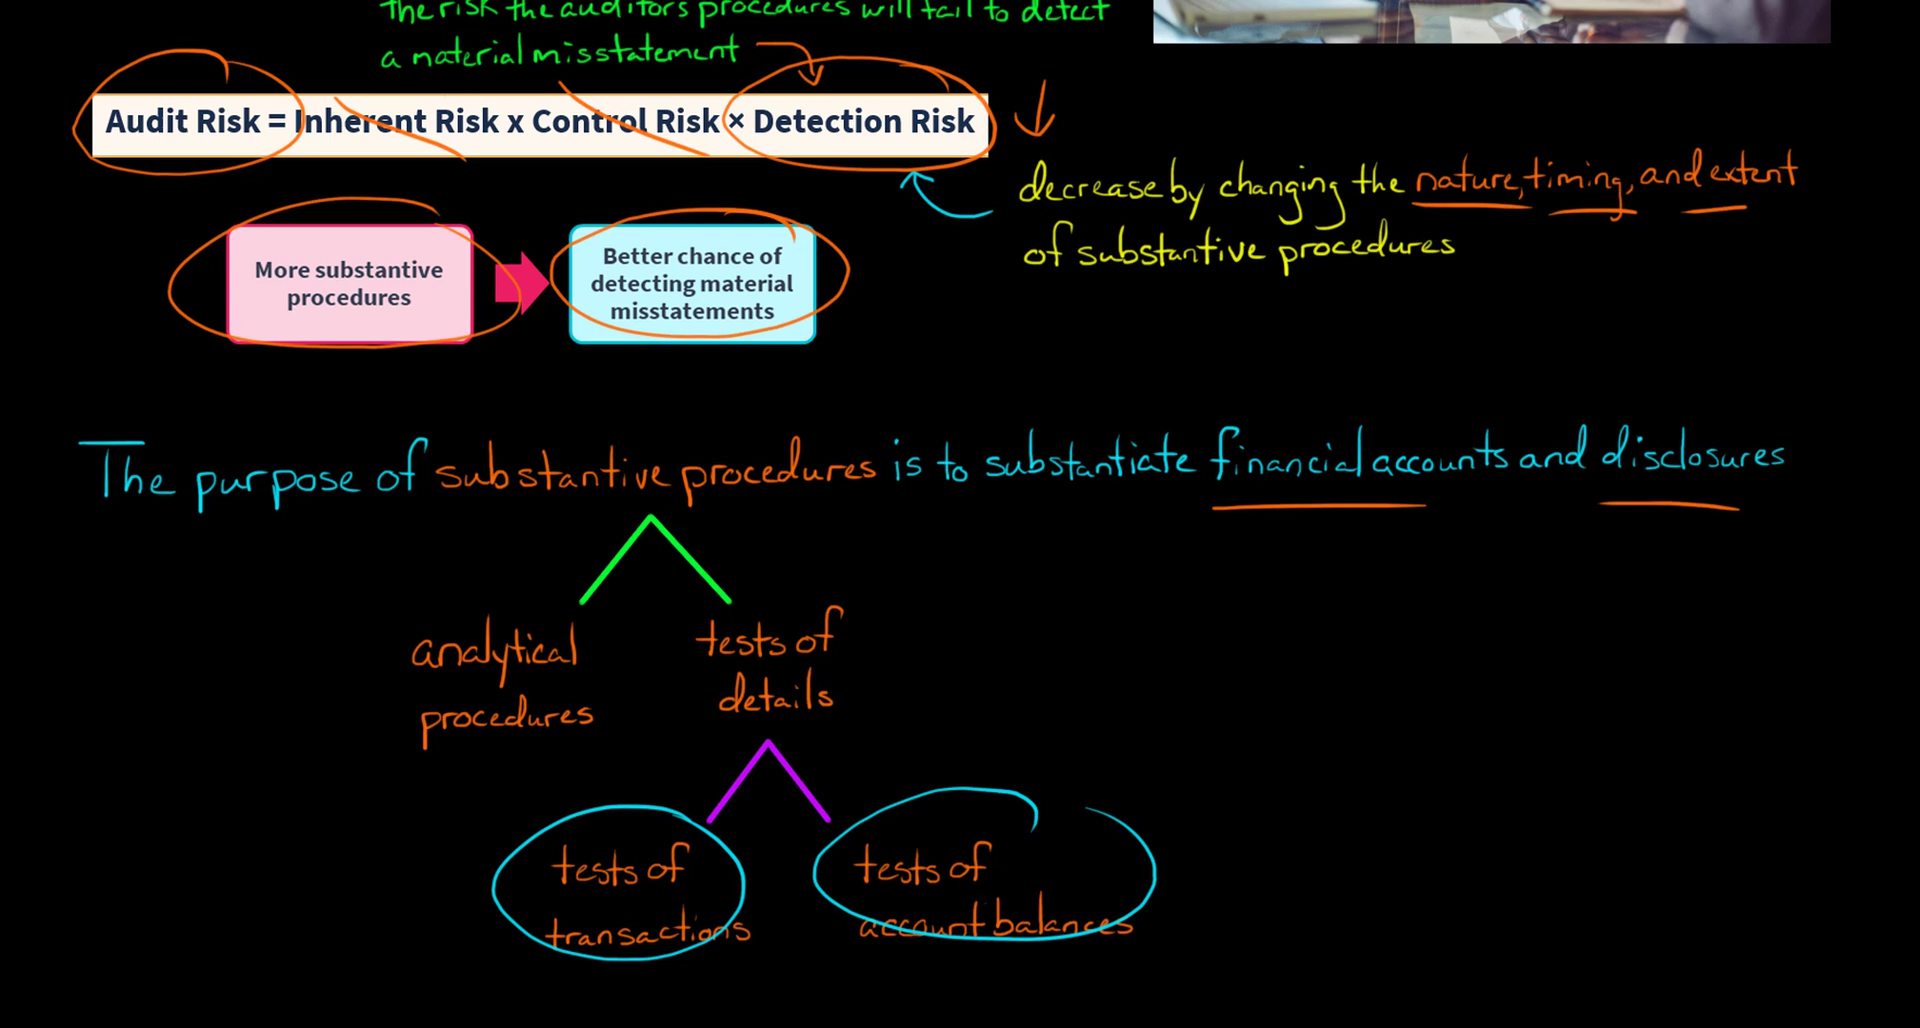 the risk the auditors procedures will fail to detect
a material misstatement
Audit Risk = Inherent Risk x Control Risk × Detection Risk
decrease by changing the nature, timing, and extent
of substantive procedures
More substantive
procedures
Better chance of
detecting material
misstatements
The purpose of substantive procedures is to substantiate financial accounts and disclosures
analytical
procedures
tests of
details
tests of
transactions
tests of
account balances